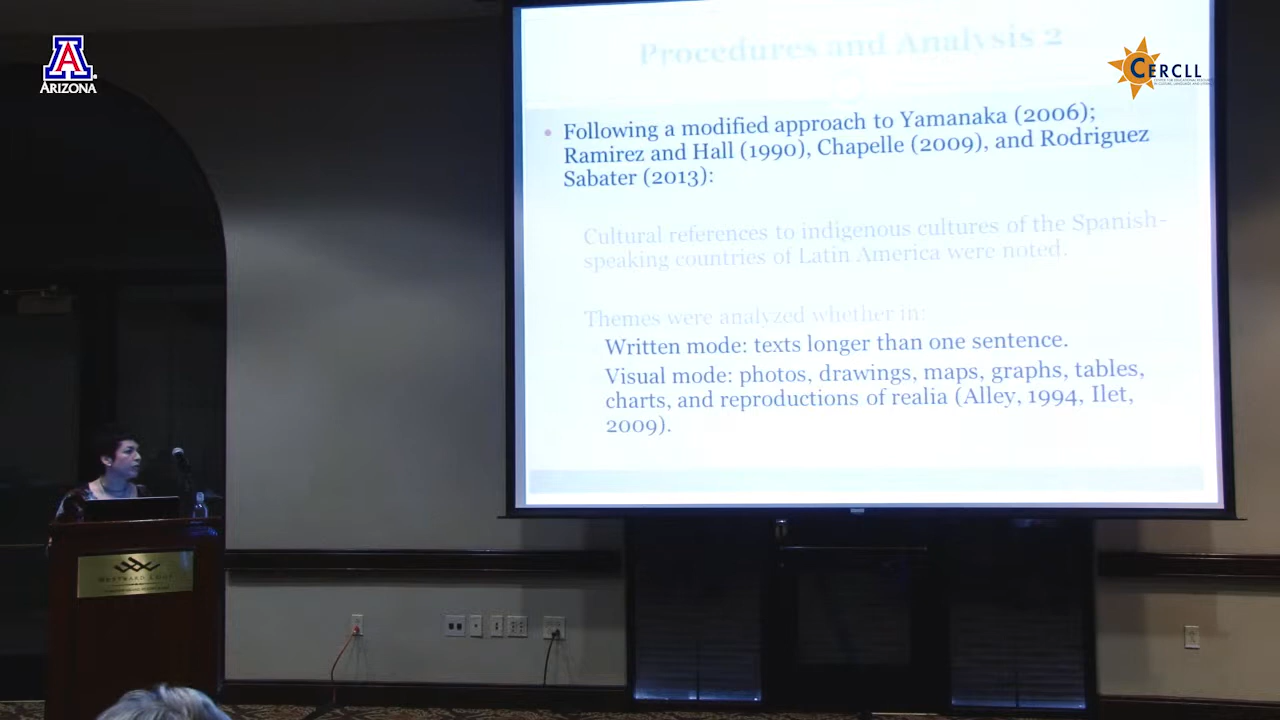 ARIZONA
CERCLL
Procedures and Analysis 2
• Following a modified approach to Yamanaka (2006);
Ramirez and Hall (1990), Chapelle (2009), and Rodriguez
Sabater (2013):
Cultural references to indigenous cultures of the Spanish-
speaking countries of Latin America were noted.
Themes were analyzed whether in:
Written mode: texts longer than one sentence.
Visual mode: photos, drawings, maps, graphs, tables,
charts, and reproductions of realia (Alley, 1994, Ilet,
2009).
WESTWARD LOOK